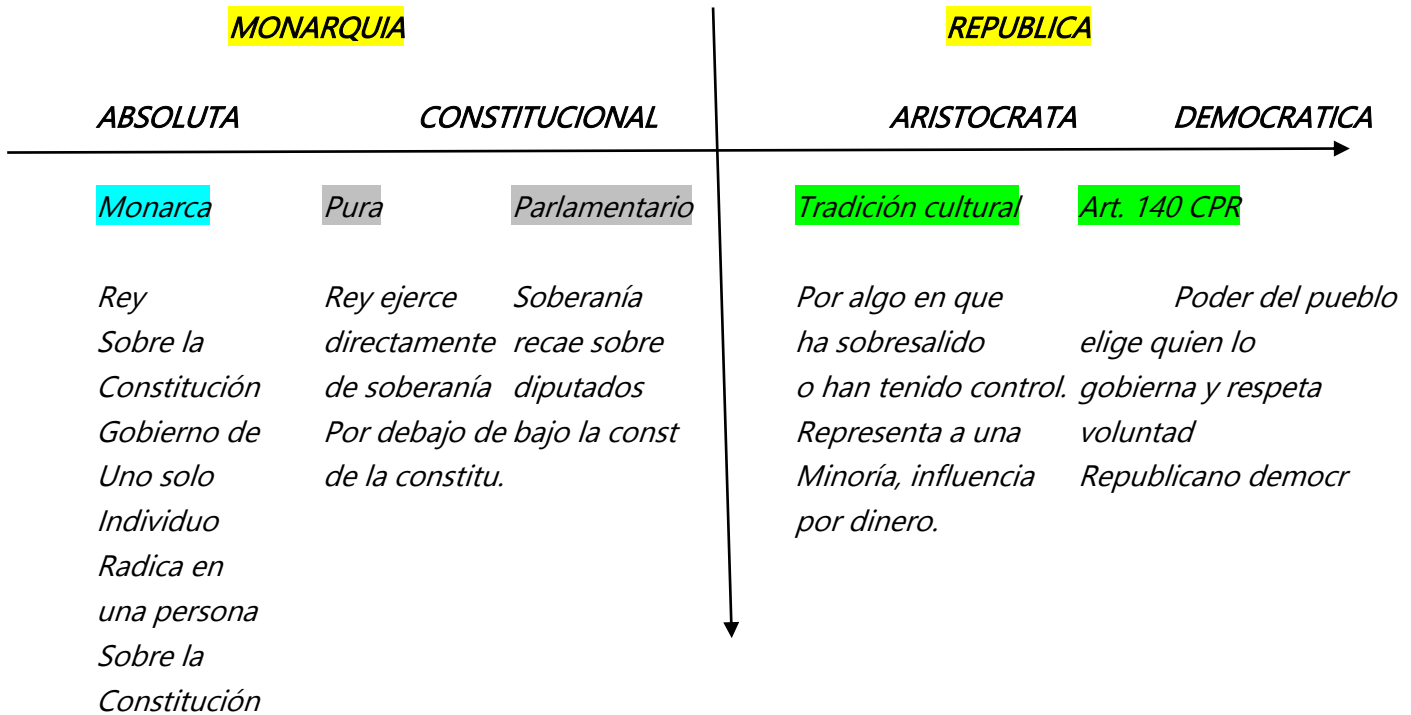 MONARQUIA
REPUBLICA
ABSOLUTA
CONSTITUCIONAL
ARISTOCRATA
DEMOCRATICA
Monarca
Rey
Sobre la
Constitución
Gobierno de
Uno solo
Individuo
Radica en
una persona
Sobre la
Constitución
Pura
Rey ejerce
directamente
de soberanía
Por debajo de
de la constitu.
Parlamentario
Soberanía
recae sobre
diputados
bajo la const
Tradición cultural
Por algo en que
ha sobresalido
o han tenido control.
Representa a una
Minoría, influencia
por dinero.
Art. 140 CPR
Poder del pueblo
elige quien lo
gobierna y respeta
voluntad
Republicano democr